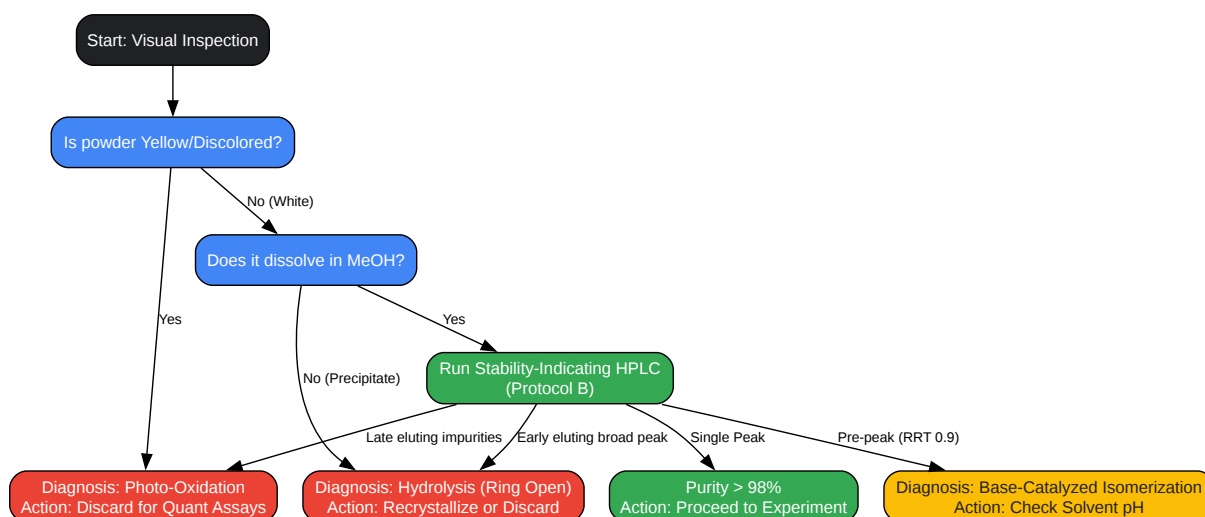 Start: Visual Inspection
Is powder Yellow/Discolored?
No (White)
Does it dissolve in MeOH?
Yes
Yes
Run Stability-Indicating HPLC
(Protocol B)
No (Precipitate)
Late eluting impurities
Early eluting broad peak
Single Peak
Pre-peak (RRT 0.9)
Diagnosis: Photo-Oxidation
Action: Discard for Quant Assays
Diagnosis: Hydrolysis (Ring Open)
Action: Recrystallize or Discard
Purity > 98%
Action: Proceed to Experiment
Diagnosis: Base-Catalyzed Isomerization
Action: Check Solvent pH